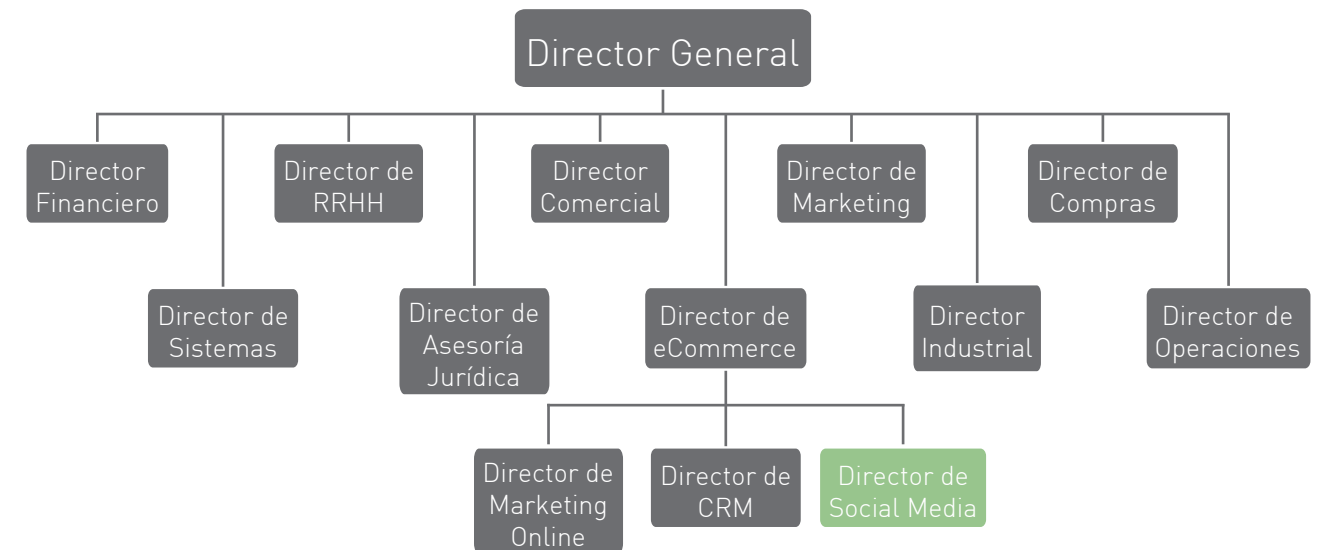 Director General
Director
Financiero
Director de
RRHH
Director
Comercial
Director de
Marketing
Director de
Compras
Director de
Sistemas
Director de
Asesoría
Jurídica
Director de
eCommerce
Director
Industrial
Director de
Operaciones
Director de
Marketing
Online
Director de
CRM
Director de
Social Media